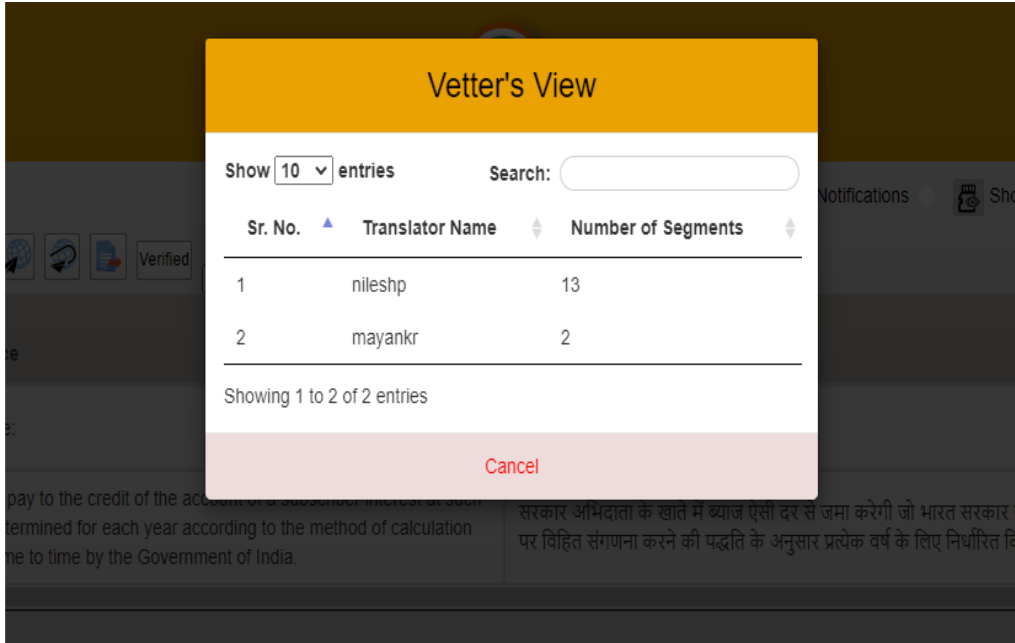 Vetter's View
Show 10 entries Search:
Notifications
Sr. No. Translator Name Number of Segments
Verified
1 nileshp 13
2 mayankr 2
Showing 1 to 2 of 2 entries
Cancel
pay to the credit of the account of a subscriber interest at such
termined for each year according to the method of calculation
me to time by the Government of India.
सरकार अभिदाता के खाते में ब्याज ऐसी दर से जमा करेगी जो भारत सरकार
पर विहित संगणना करने की पद्धति के अनुसार प्रत्येक वर्ष के लिए निर्धारित